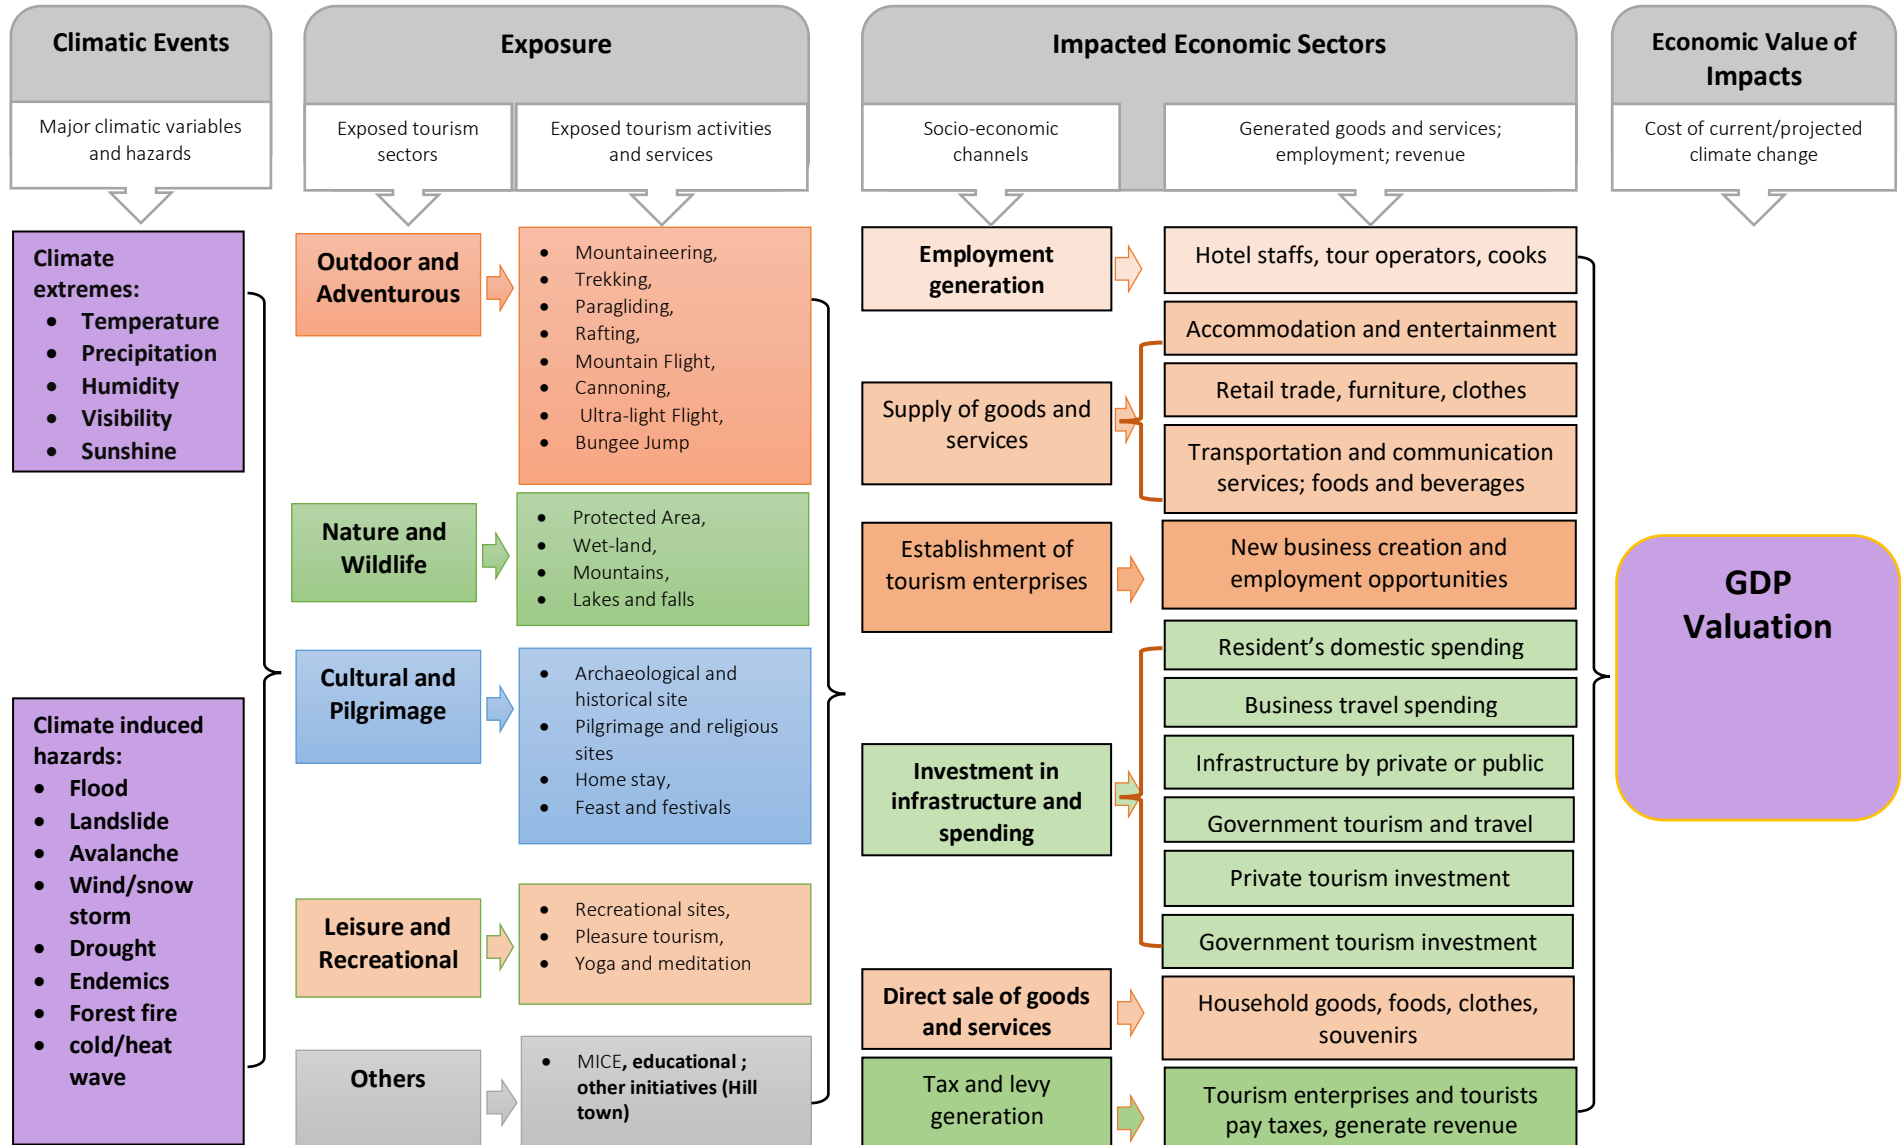 Climatic Events
Major climatic variables
and hazards
Climate
extremes:
• Temperature
• Precipitation
• Humidity
• Visibility
• Sunshine
Climate induced
hazards:
• Flood
• Landslide
• Avalanche
• Wind/snow
storm
• Drought
• Endemics
• Forest fire
• cold/heat
wave
Exposure
Exposed tourism
sectors
Exposed tourism activities
and services
Outdoor and
Adventurous
• Mountaineering,
• Trekking,
• Paragliding,
• Rafting,
• Mountain Flight,
• Cannoning,
• Ultra-light Flight,
• Bungee Jump
Nature and
Wildlife
• Protected Area,
• Wet-land,
• Mountains,
• Lakes and falls
Cultural and
Pilgrimage
• Archaeological and
historical site
• Pilgrimage and religious
sites
• Home stay,
• Feast and festivals
Leisure and
Recreational
• Recreational sites,
• Pleasure tourism,
• Yoga and meditation
Others
• MICE, educational ;
other initiatives (Hill
town)
Impacted Economic Sectors
Socio-economic
channels
Generated goods and services;
employment; revenue
Employment
generation
Hotel staffs, tour operators, cooks
Supply of goods and
services
Accommodation and entertainment
Retail trade, furniture, clothes
Transportation and communication
services; foods and beverages
Establishment of
tourism enterprises
New business creation and
employment opportunities
Investment in
infrastructure and
spending
Resident’s domestic spending
Business travel spending
Infrastructure by private or public
Government tourism and travel
Private tourism investment
Government tourism investment
Direct sale of goods
and services
Household goods, foods, clothes,
souvenirs
Tax and levy
generation
Tourism enterprises and tourists
pay taxes, generate revenue
Economic Value of
Impacts
Cost of current/projected
climate change
GDP
Valuation